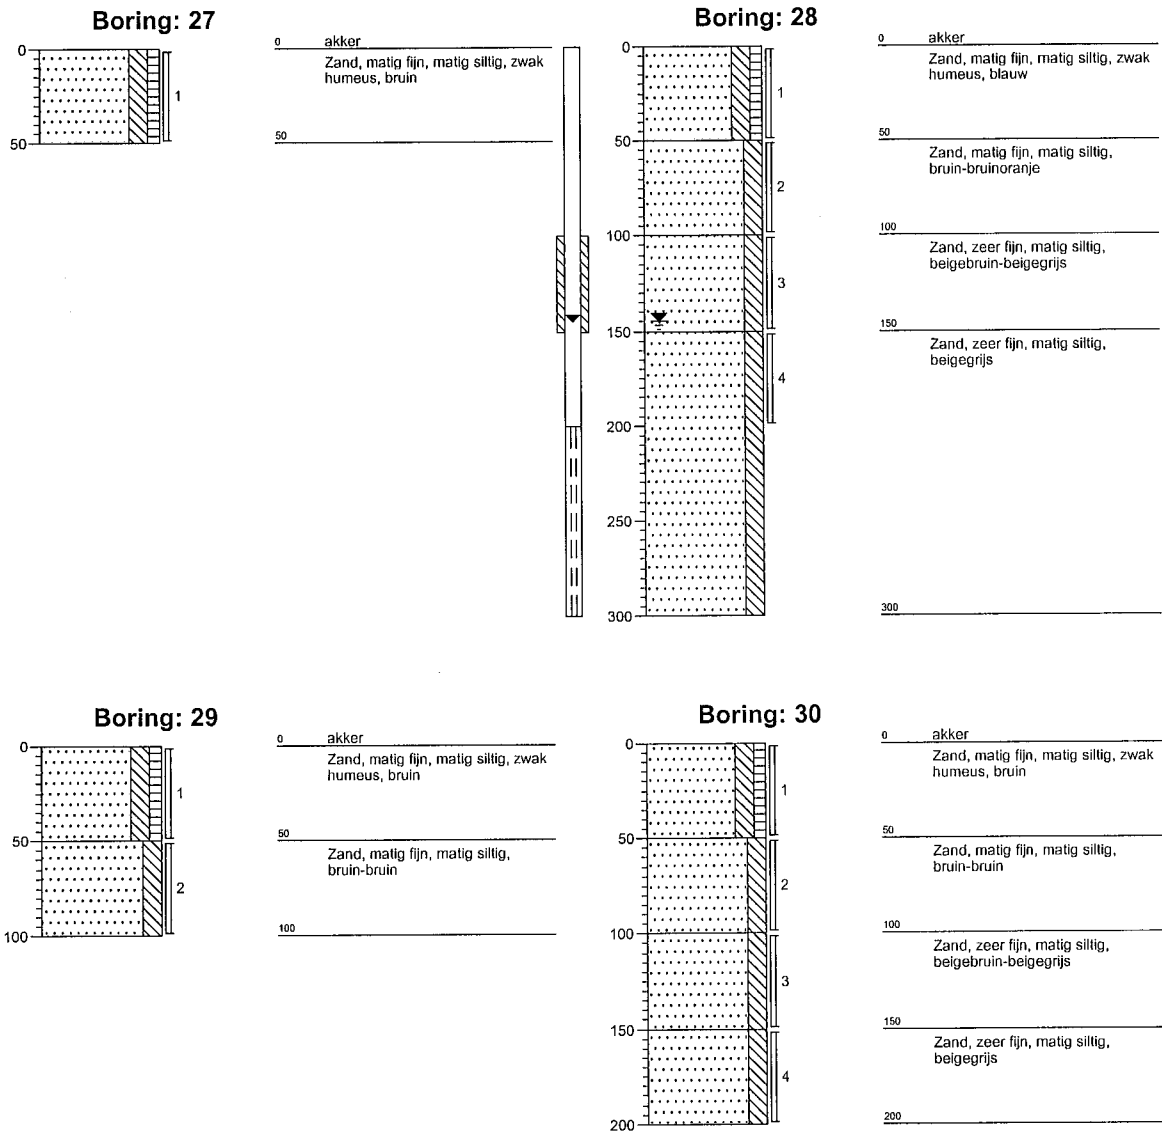 Boring: 27
0
50
1
0 akker
Zand, matig fijn, matig siltig, zwak
humeus, bruin
50
Boring: 28
0
50
100
150
200
250
300
1
2
3
4
0 akker
Zand, matig fijn, matig siltig, zwak
humeus, blauw
50
Zand, matig fijn, matig siltig,
bruin-bruinoranje
100
Zand, zeer fijn, matig siltig,
beigebruin-beigegrijs
150
Zand, zeer fijn, matig siltig,
beigegrijs
300
Boring: 29
0
50
100
1
2
0 akker
Zand, matig fijn, matig siltig, zwak
humeus, bruin
50
Zand, matig fijn, matig siltig,
bruin-bruin
100
Boring: 30
0
50
100
150
200
1
2
3
4
0 akker
Zand, matig fijn, matig siltig, zwak
humeus, bruin
50
Zand, matig fijn, matig siltig,
bruin-bruin
100
Zand, zeer fijn, matig siltig,
beigebruin-beigegrijs
150
Zand, zeer fijn, matig siltig,
beigegrijs
200